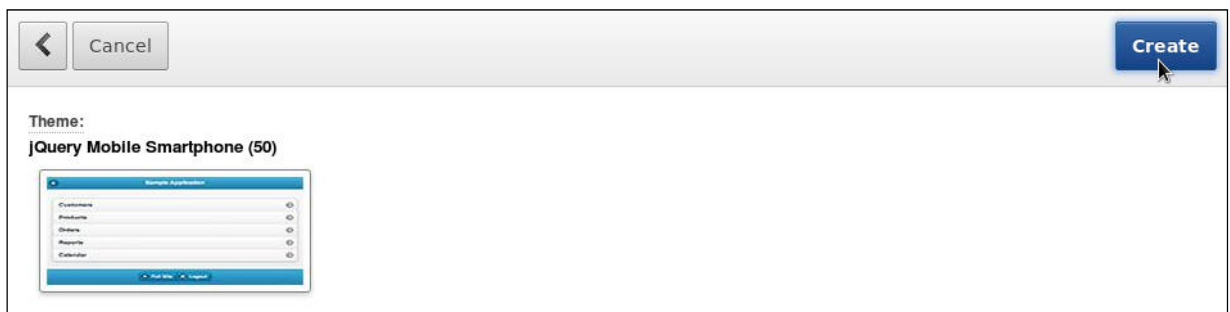 Cancel
Create
Theme:
jQuery Mobile Smartphone (50)
Sample Application
Customers
Products
Orders
Reports
Calendar
Full Site
Logout